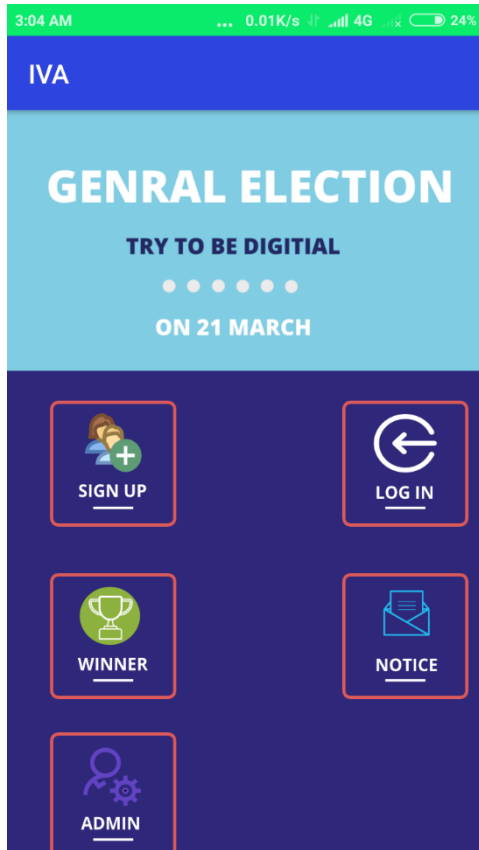 3:04 AM ... 0.01K/s 4G 24%
IVA
GENRAL ELECTION
TRY TO BE DIGITIAL
ON 21 MARCH
SIGN UP LOG IN
WINNER NOTICE
ADMIN